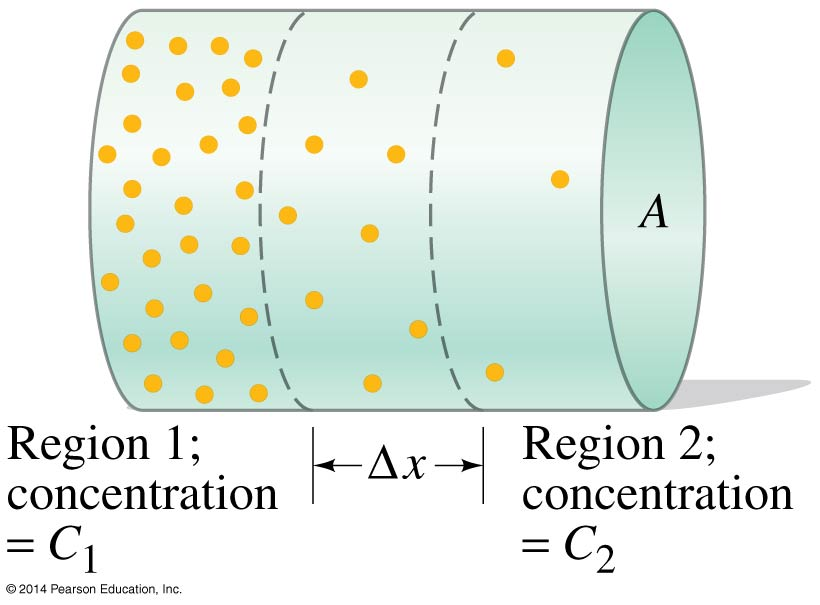 A
Region 1;
concentration
= C₁
Δx
Region 2;
concentration
= C₂
© 2014 Pearson Education, Inc.